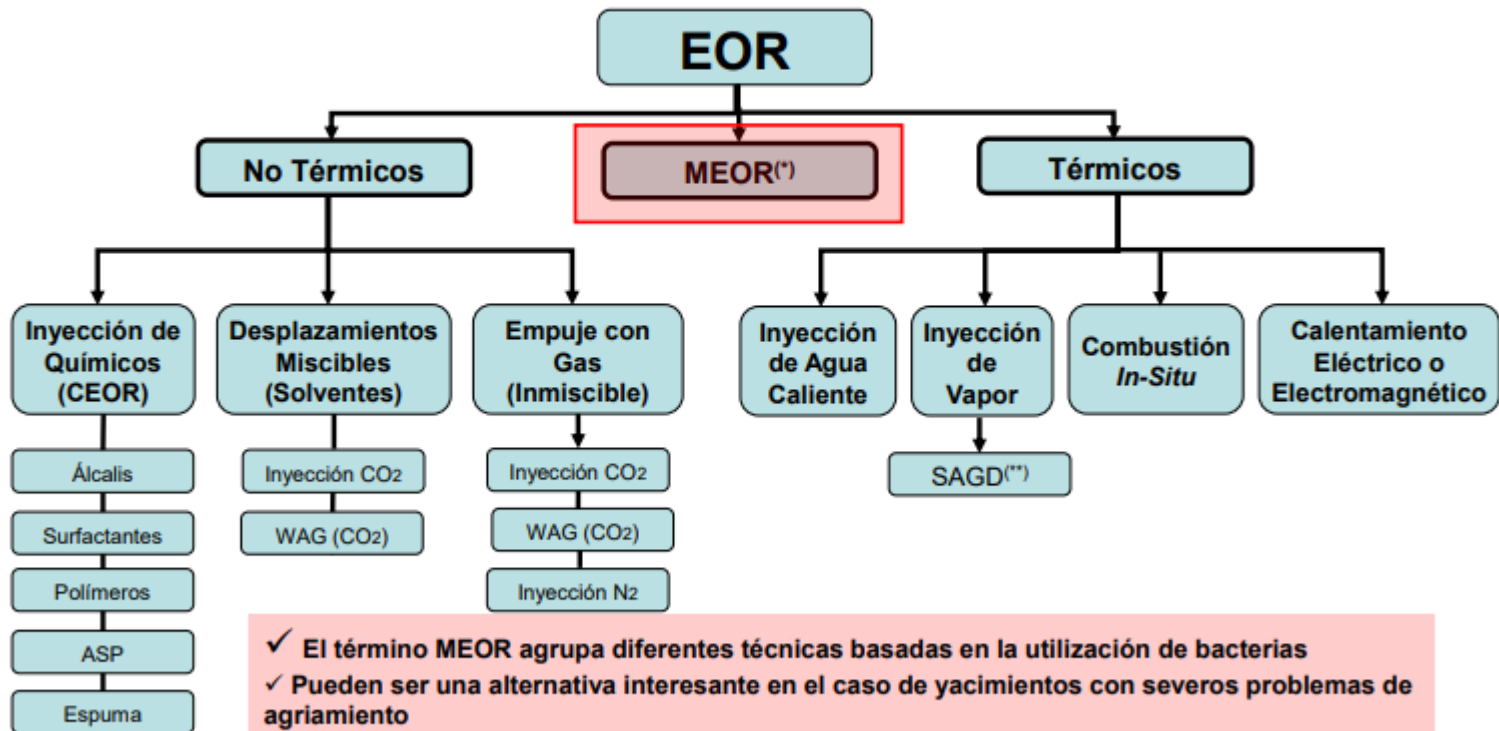 EOR
No Térmicos
MEOR(*)
Térmicos
Inyección de
Químicos
(CEOR)
Desplazamientos
Miscibles
(Solventes)
Empuje con
Gas
(Inmiscible)
Inyección
de Agua
Caliente
Inyección
de
Vapor
Combustión
In-Situ
Calentamiento
Eléctrico o
Electromagnético
Álcalis
Surfactantes
Polímeros
ASP
Espuma
Inyección CO2
WAG (CO2)
Inyección CO2
WAG (CO2)
Inyección N2
SAGD(**)
✓ El término MEOR agrupa diferentes técnicas basadas en la utilización de bacterias
✓ Pueden ser una alternativa interesante en el caso de yacimientos con severos problemas de
agriamiento